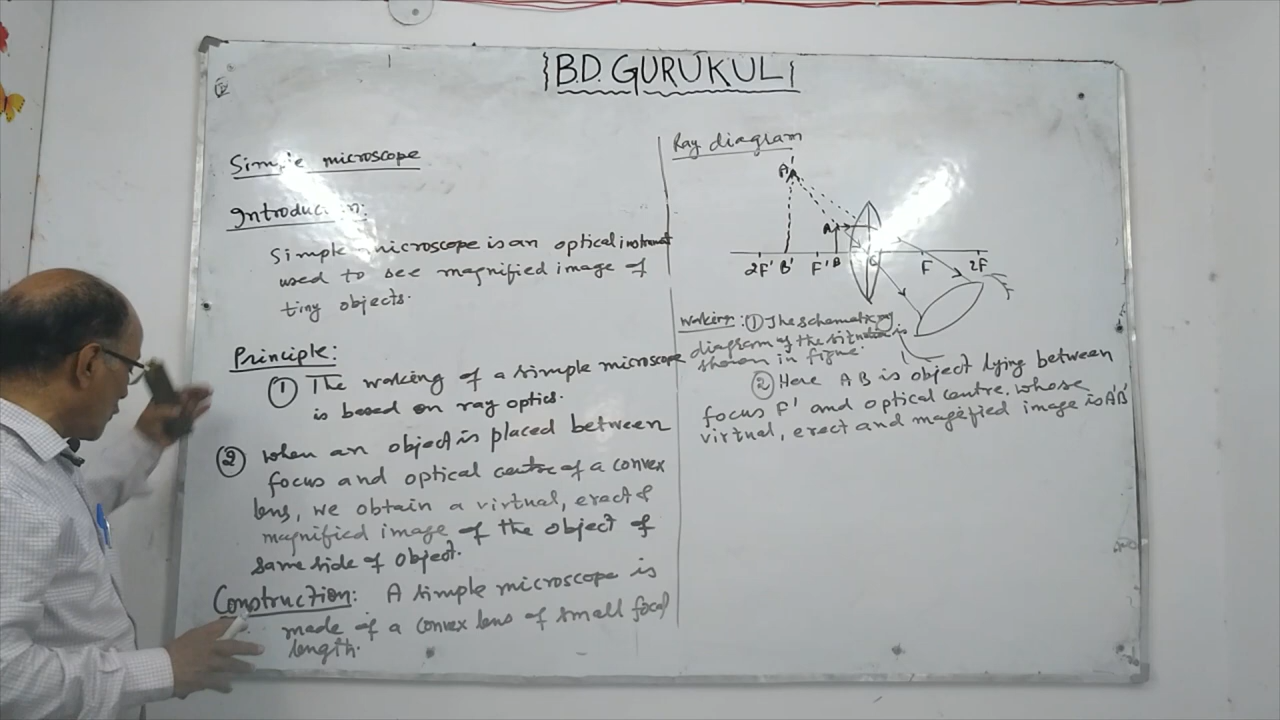 B.D. GURUKUL
Simple microscope
Introduction:
Simple microscope is an optical instrument
used to see magnified image of
tiny objects.
Principle:
① The working of a simple microscope
is based on ray optics.
② When an object is placed between
focus and optical centre of a convex
lens, we obtain a virtual, erect &
magnified image of the object of
same side of object.
Construction: A simple microscope is
made of a convex lens of small focal
length.
Ray diagram
A'
A
2F' B' F' B C F 2F
Working: ① The schematic ray
diagram of the situation is
shown in figure.
② Here AB is object lying between
focus F' and optical centre, whose
virtual, erect and magnified image is A'B'